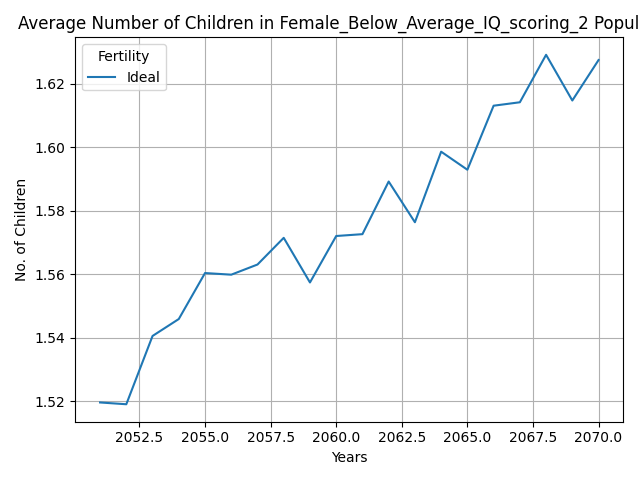 Average Number of Children in Female_Below_Average_IQ_scoring_2 Popul
Fertility
Ideal
1.62
1.60
1.58
1.56
1.54
1.52
No. of Children
2052.5 2055.0 2057.5 2060.0 2062.5 2065.0 2067.5 2070.0
Years